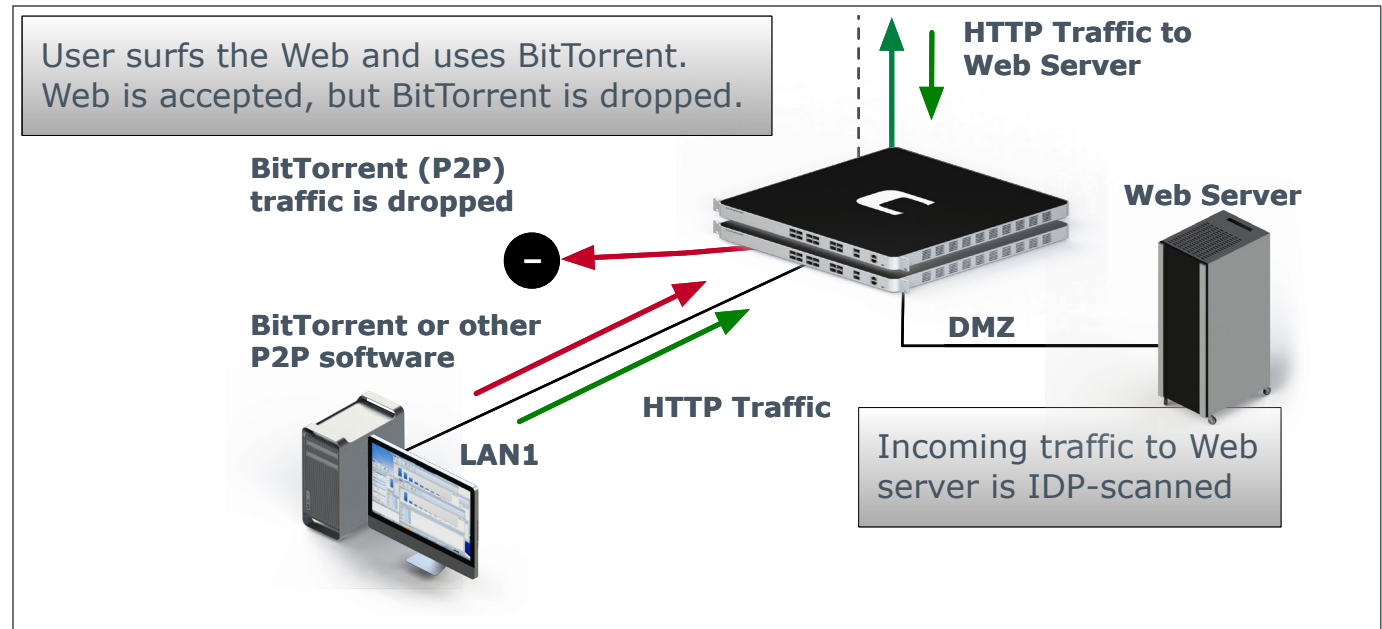 User surfs the Web and uses BitTorrent.
Web is accepted, but BitTorrent is dropped.
HTTP Traffic to
Web Server
BitTorrent (P2P)
traffic is dropped
Web Server
BitTorrent or other
P2P software
DMZ
HTTP Traffic
LAN1
Incoming traffic to Web
server is IDP-scanned